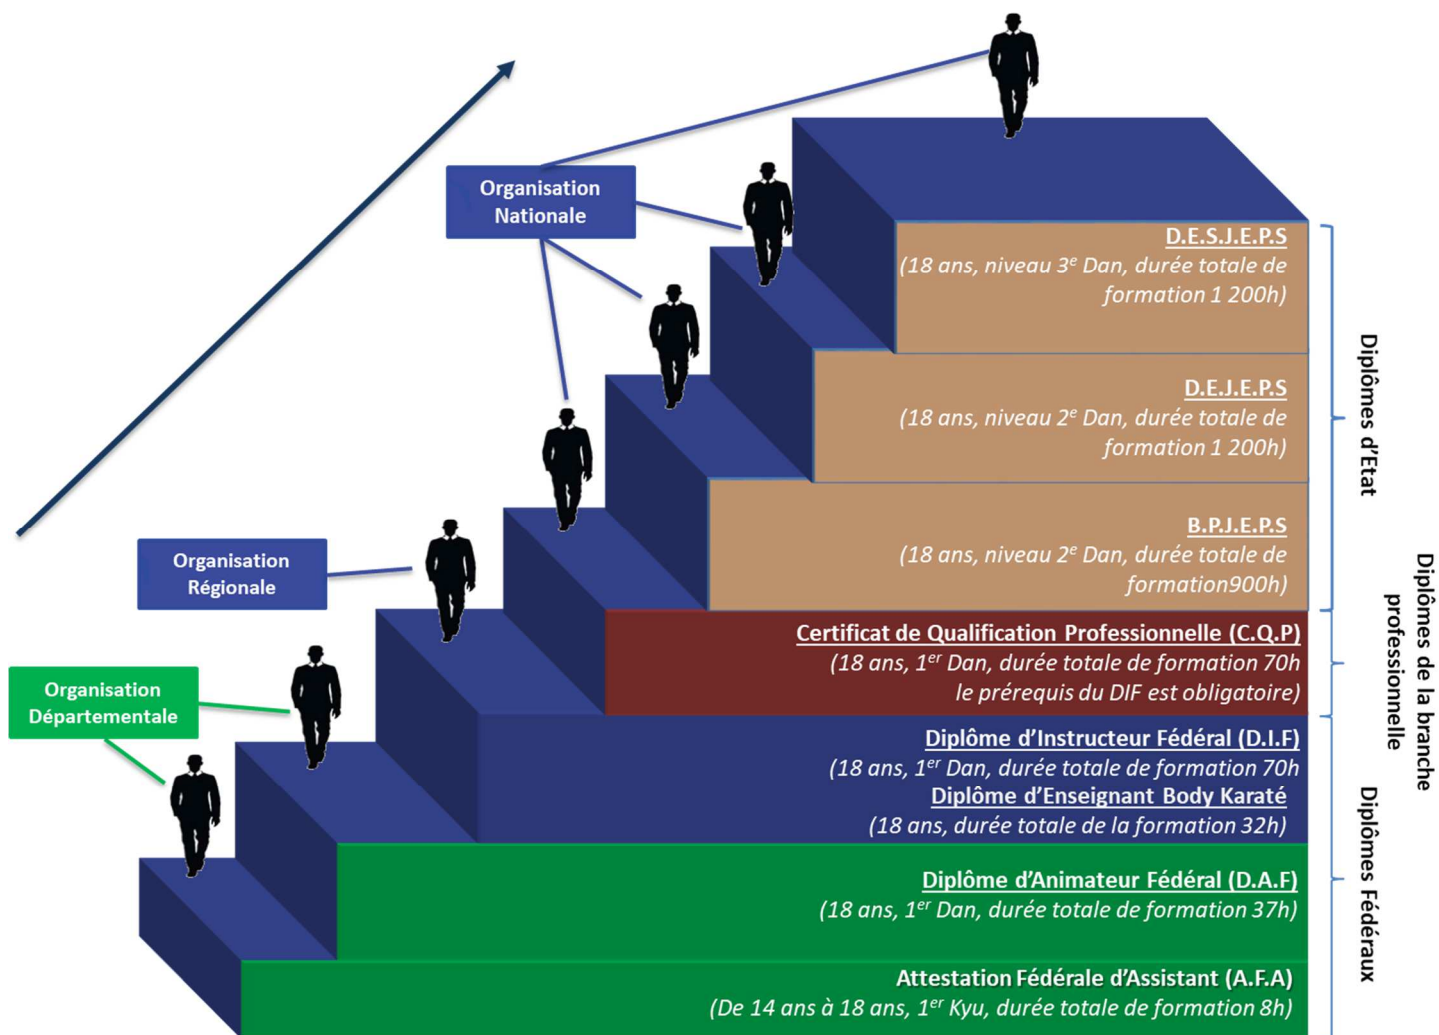 Organisation
Nationale
D.E.S.J.E.P.S
(18 ans, niveau 3e Dan, durée totale de
formation 1 200h)
D.E.J.E.P.S
(18 ans, niveau 2e Dan, durée totale de
formation 1 200h)
Diplômes d'Etat
B.P.J.E.P.S
(18 ans, niveau 2e Dan, durée totale de
formation900h)
Organisation
Régionale
Certificat de Qualification Professionnelle (C.Q.P)
(18 ans, 1er Dan, durée totale de formation 70h
le prérequis du DIF est obligatoire)
Diplômes de la branche
professionnelle
Organisation
Départementale
Diplôme d'Instructeur Fédéral (D.I.F)
(18 ans, 1er Dan, durée totale de formation 70h
Diplôme d'Enseignant Body Karaté
(18 ans, durée totale de la formation 32h)
Diplôme d'Animateur Fédéral (D.A.F)
(18 ans, 1er Dan, durée totale de formation 37h)
Diplômes Fédéraux
Attestation Fédérale d'Assistant (A.F.A)
(De 14 ans à 18 ans, 1er Kyu, durée totale de formation 8h)